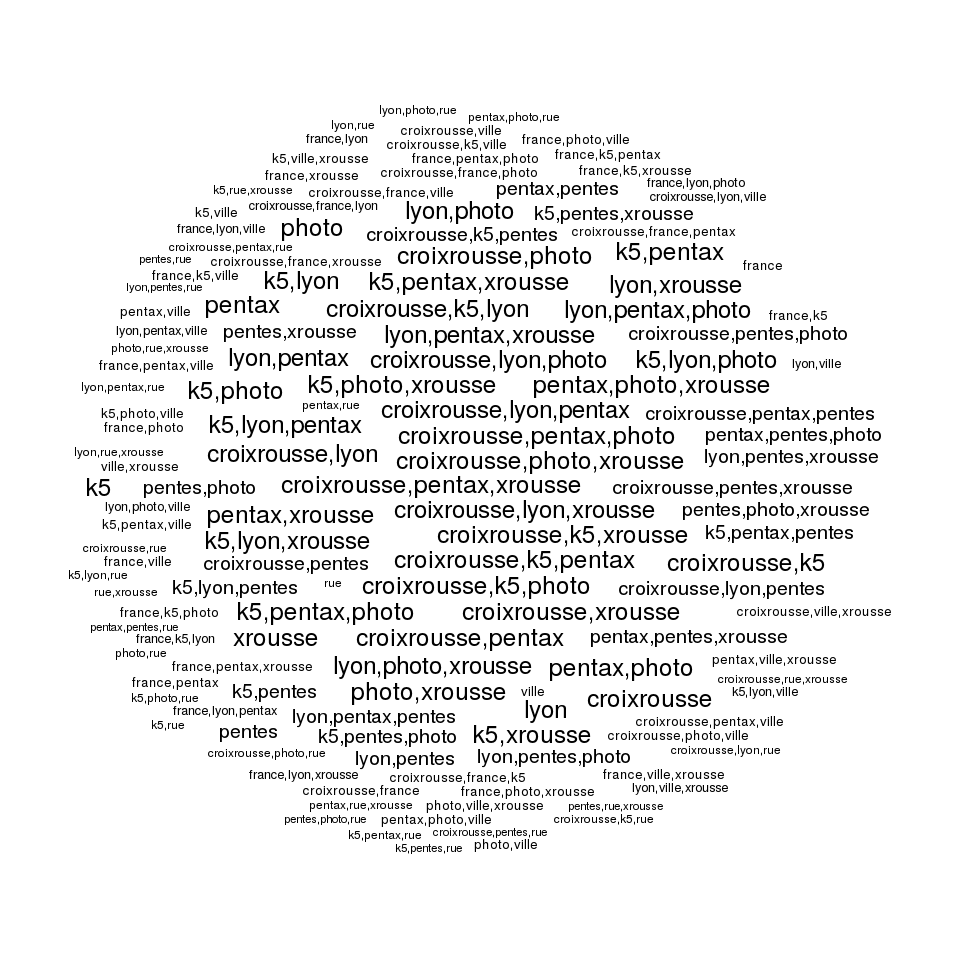 lyon,photo,rue
pentax,photo,rue
lyon,rue
croixrousse,ville
france,lyon
france,photo,ville
croixrousse,k5,ville
k5,ville,xrousse
france,pentax,photo
france,k5,pentax
france,xrousse
croixrousse,france,photo
france,k5,xrousse
k5,rue,xrousse
croixrousse,france,ville
pentax,pentes
france,lyon,photo
croixrousse,lyon,ville
k5,ville
croixrousse,france,lyon
lyon,photo
k5,pentes,xrousse
france,lyon,ville
photo
croixrousse,k5,pentes
croixrousse,france,pentax
croixrousse,pentax,rue
pentes,rue
croixrousse,france,xrousse
croixrousse,photo
k5,pentax
france
france,k5,ville
k5,lyon
k5,pentax,xrousse
lyon,xrousse
lyon,pentes,rue
pentax,ville
pentax
croixrousse,k5,lyon
lyon,pentax,photo
france,k5
lyon,pentax,ville
pentes,xrousse
lyon,pentax,xrousse
croixrousse,pentes,photo
photo,rue,xrousse
france,pentax,ville
lyon,pentax
croixrousse,lyon,photo
k5,lyon,photo
lyon,ville
lyon,pentax,rue
k5,photo
k5,photo,xrousse
pentax,photo,xrousse
pentax,rue
k5,photo,ville
france,photo
k5,lyon,pentax
croixrousse,lyon,pentax
croixrousse,pentax,pentes
croixrousse,pentax,photo
pentax,pentes,photo
lyon,rue,xrousse
ville,xrousse
croixrousse,lyon
croixrousse,photo,xrousse
lyon,pentes,xrousse
k5
pentes,photo
croixrousse,pentax,xrousse
croixrousse,pentes,xrousse
lyon,photo,ville
k5,pentax,ville
pentax,xrousse
croixrousse,lyon,xrousse
pentes,photo,xrousse
k5,lyon,xrousse
croixrousse,k5,xrousse
k5,pentax,pentes
croixrousse,rue
france,ville
croixrousse,pentes
croixrousse,k5,pentax
croixrousse,k5
k5,lyon,rue
rue,xrousse
k5,lyon,pentes
rue
croixrousse,k5,photo
croixrousse,lyon,pentes
france,k5,photo
k5,pentax,photo
croixrousse,xrousse
croixrousse,ville,xrousse
pentax,pentes,rue
france,k5,lyon
xrousse
croixrousse,pentax
pentax,pentes,xrousse
photo,rue
france,pentax,xrousse
lyon,photo,xrousse
pentax,photo
pentax,ville,xrousse
croixrousse,rue,xrousse
france,pentax
k5,photo,rue
k5,pentes
photo,xrousse
ville
croixrousse
k5,lyon,ville
france,lyon,pentax
k5,rue
lyon,pentax,pentes
lyon
croixrousse,pentax,ville
pentes
k5,pentes,photo
k5,xrousse
croixrousse,photo,ville
croixrousse,photo,rue
lyon,pentes
lyon,pentes,photo
croixrousse,lyon,rue
france,lyon,xrousse
croixrousse,france,k5
france,ville,xrousse
croixrousse,france
france,photo,xrousse
lyon,ville,xrousse
pentax,rue,xrousse
photo,ville,xrousse
pentes,rue,xrousse
pentes,photo,rue
pentax,photo,ville
croixrousse,k5,rue
k5,pentax,rue
croixrousse,pentes,rue
k5,pentes,rue
photo,ville